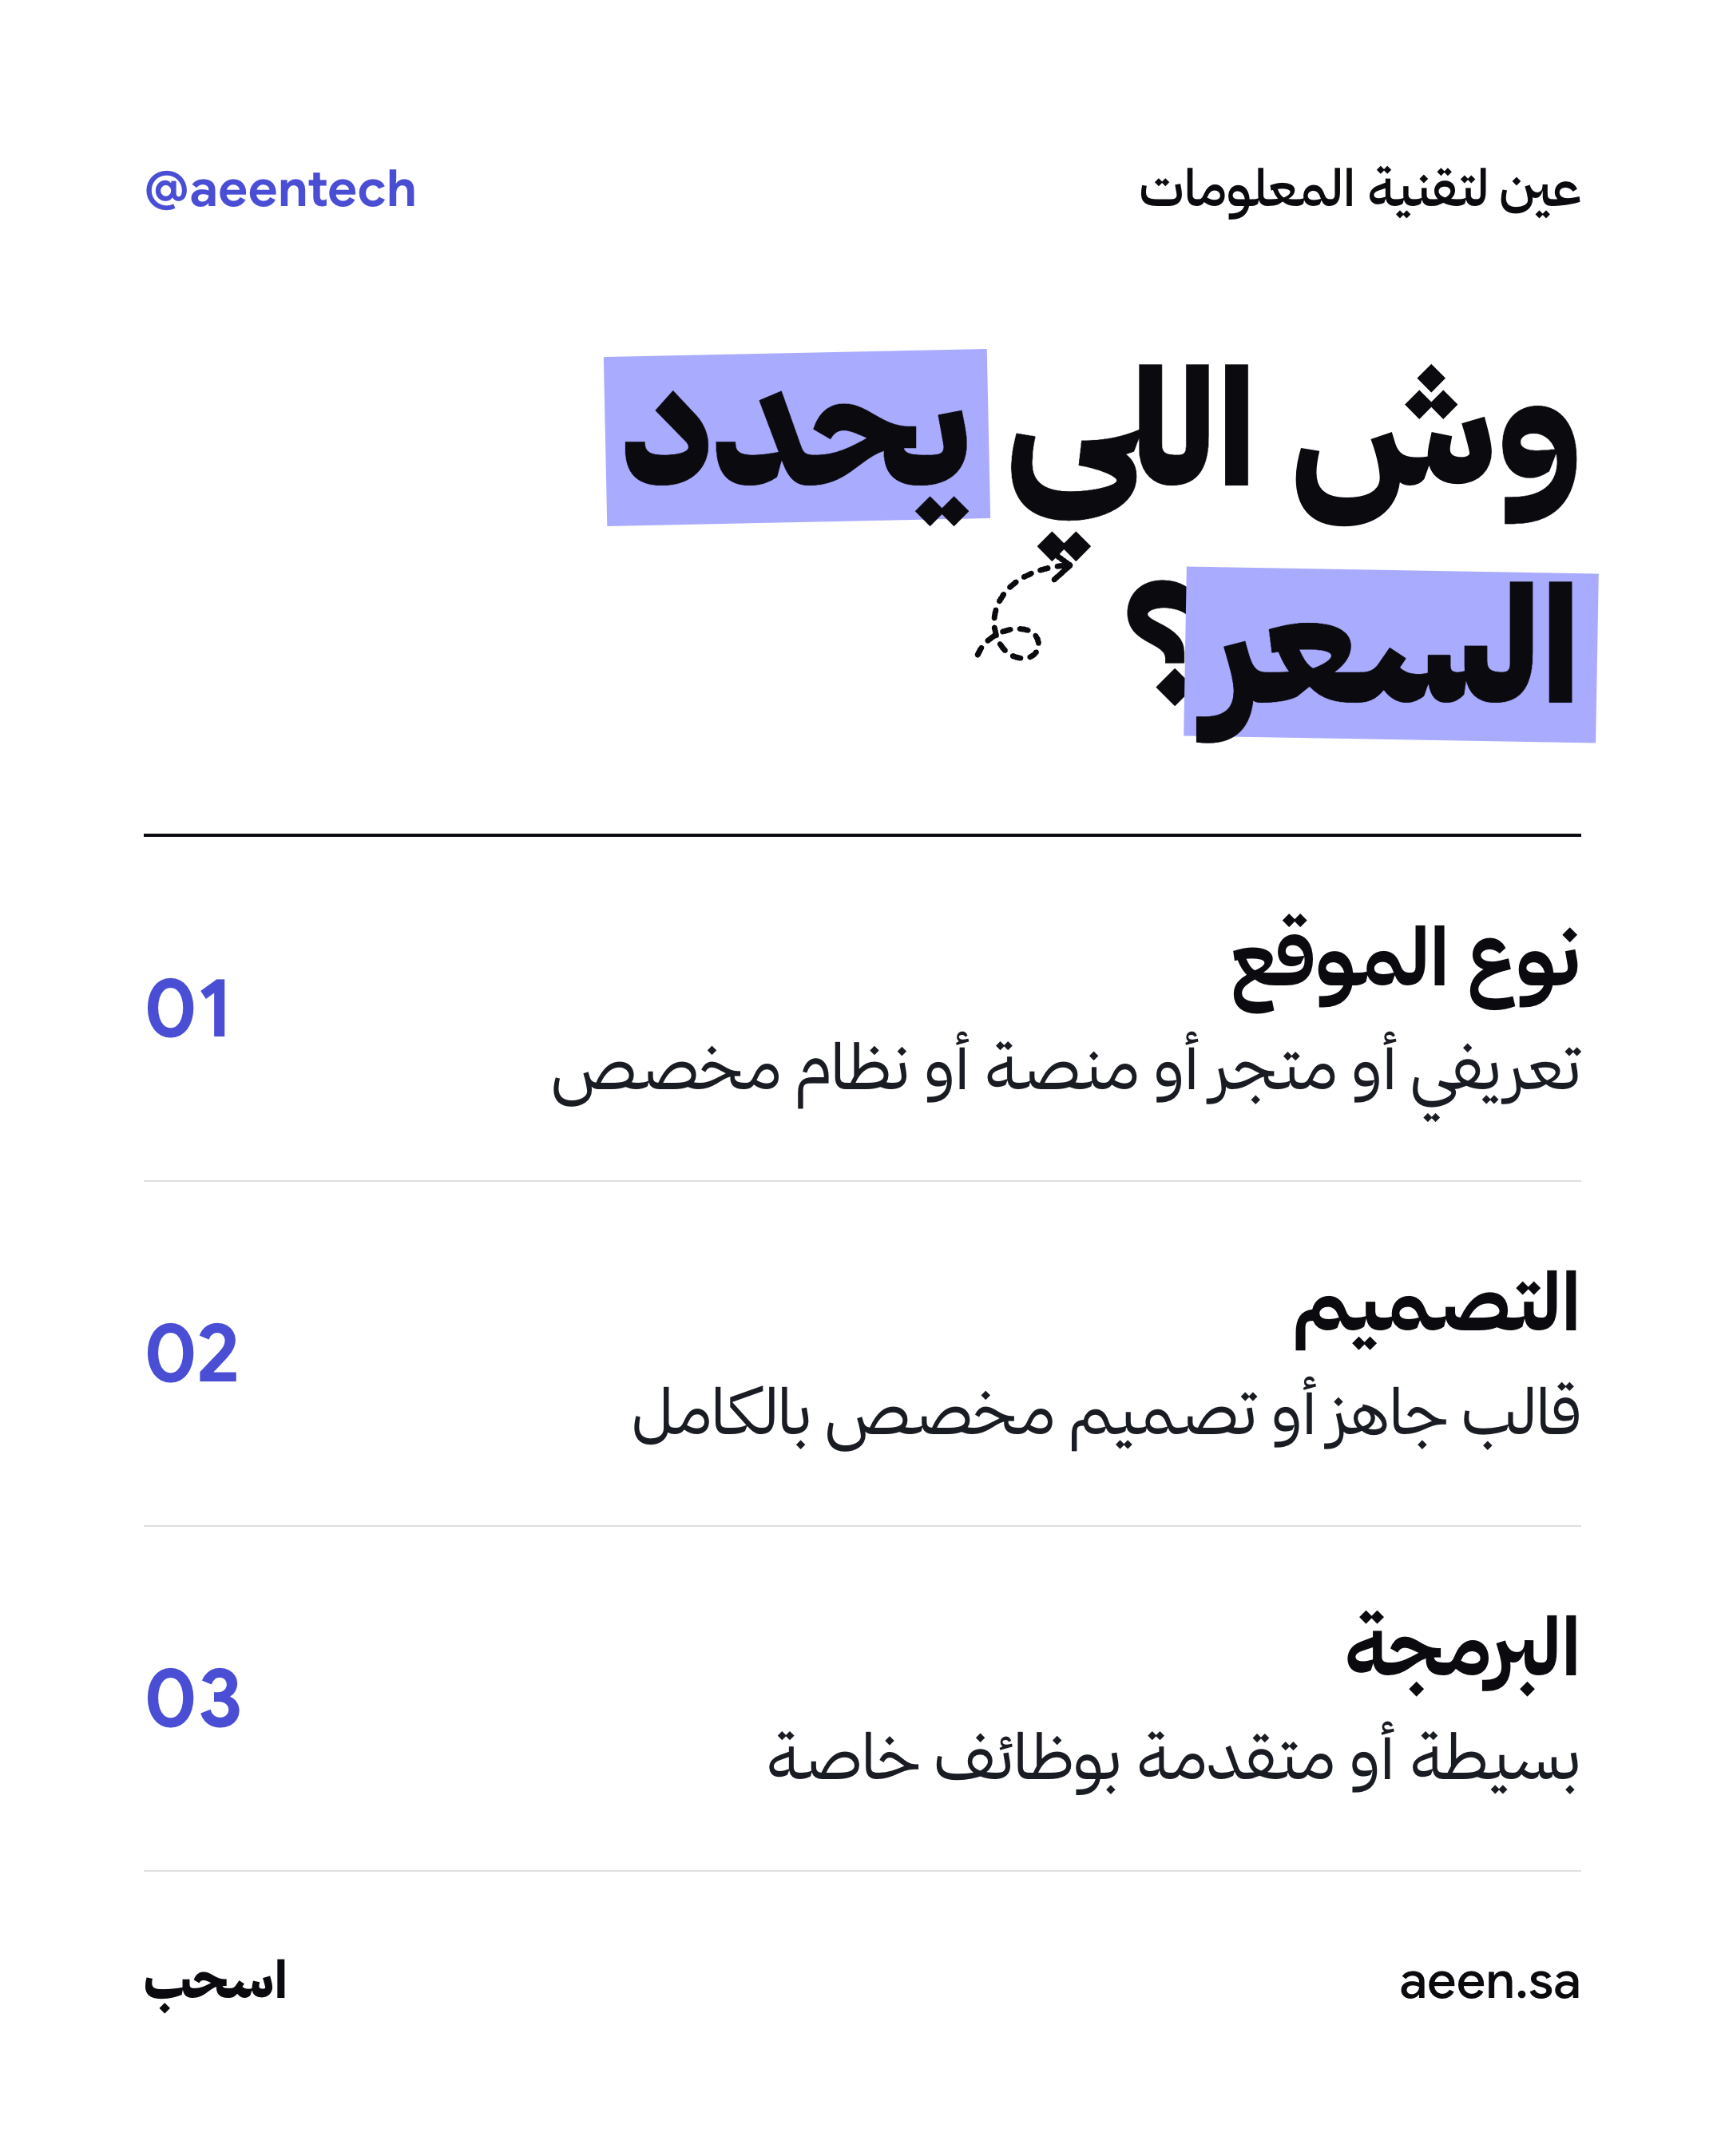 عين لتقنية المعلومات
@aeentech
وش اللي يحدد
السعر؟
نوع الموقع
تعريفي أو متجر أو منصة أو نظام مخصص
01
التصميم
قالب جاهز أو تصميم مخصص بالكامل
02
البرمجة
بسيطة أو متقدمة بوظائف خاصة
03
aeen.sa
اسحب